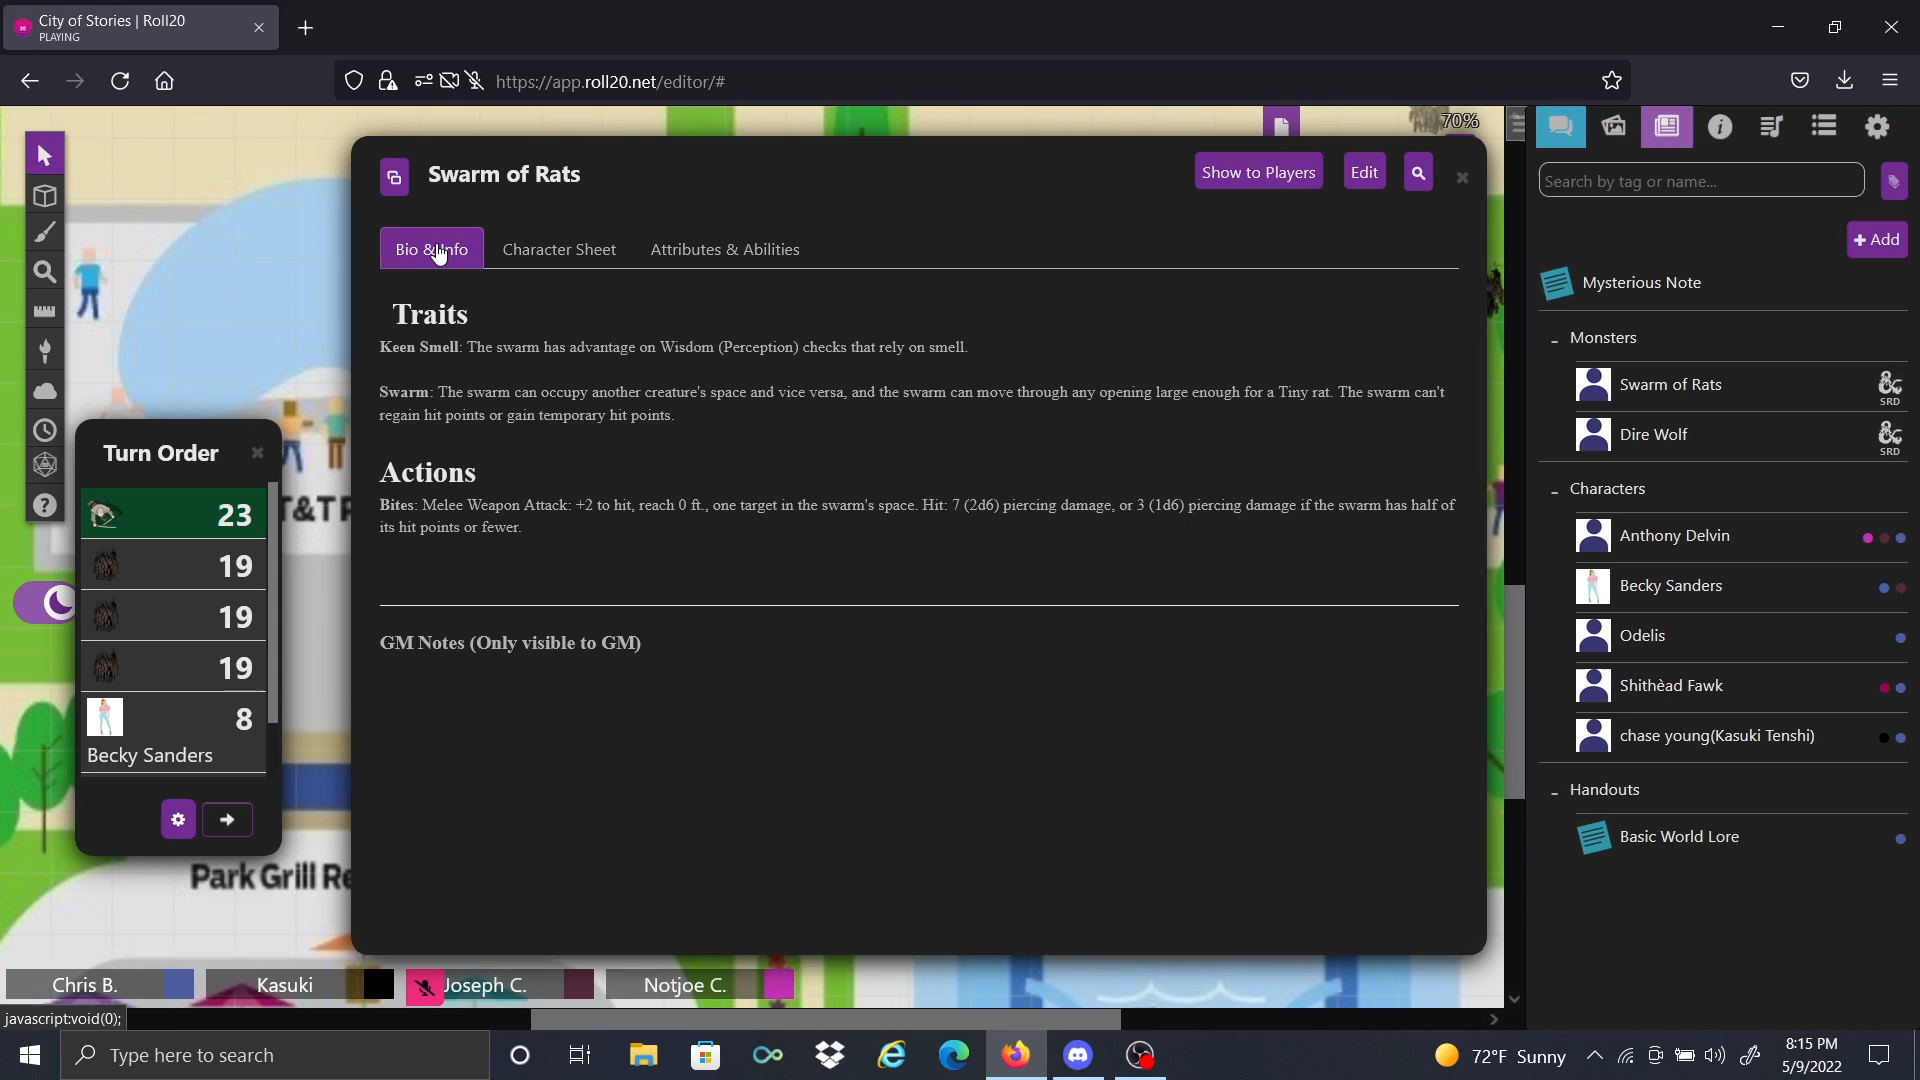 City of Stories | Roll20
PLAYING
https://app.roll20.net/editor/#
70%
Swarm of Rats
Show to Players
Edit
Bio & Info
Character Sheet
Attributes & Abilities
Traits
Keen Smell: The swarm has advantage on Wisdom (Perception) checks that rely on smell.
Swarm: The swarm can occupy another creature's space and vice versa, and the swarm can move through any opening large enough for a Tiny rat. The swarm can't
regain hit points or gain temporary hit points.
Actions
Bites: Melee Weapon Attack: +2 to hit, reach 0 ft., one target in the swarm's space. Hit: 7 (2d6) piercing damage, or 3 (1d6) piercing damage if the swarm has half of
its hit points or fewer.
GM Notes (Only visible to GM)
Turn Order
23
19
19
19
8
Becky Sanders
Park Grill Re
Search by tag or name...
+ Add
Mysterious Note
- Monsters
Swarm of Rats
SRD
Dire Wolf
SRD
- Characters
Anthony Delvin
Becky Sanders
Odelis
Shithèad Fawk
chase young(Kasuki Tenshi)
- Handouts
Basic World Lore
Chris B.
Kasuki
Joseph C.
Notjoe C.
javascript:void(0);
Type here to search
72°F Sunny
8:15 PM
5/9/2022